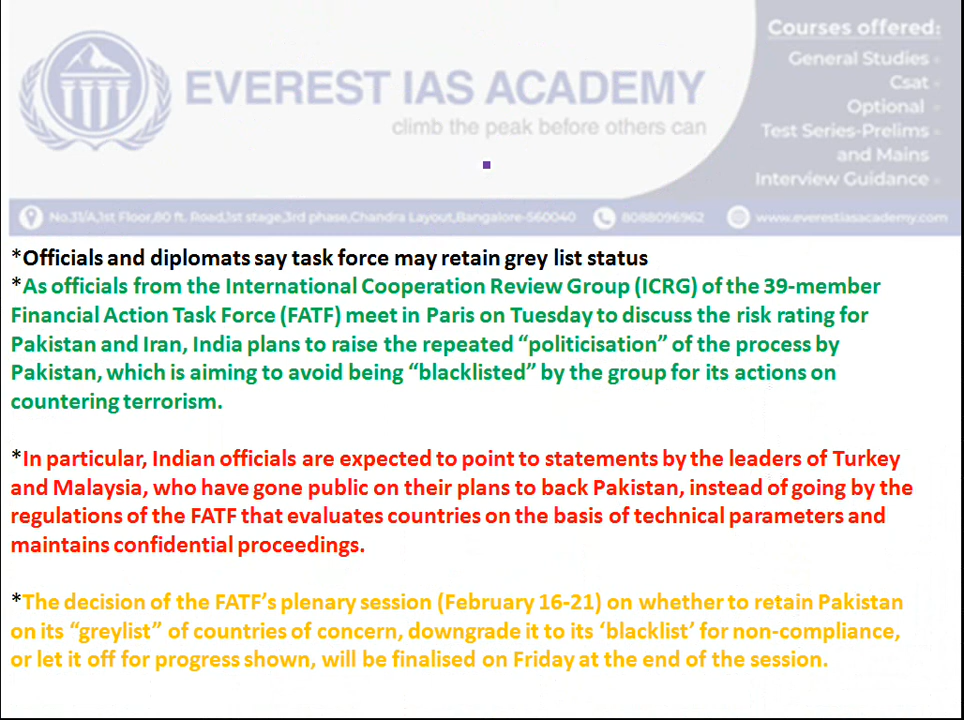 EVEREST IAS ACADEMY
climb the peak before others can
Courses offered:
General Studies
Csat
Optional
Test Series-Prelims
and Mains
Interview Guidance
No.31/A,1st Floor,80 ft. Road,1st stage,3rd phase,Chandra Layout,Bangalore-560040 8088096962 www.everestiasacademy.com
*Officials and diplomats say task force may retain grey list status
*As officials from the International Cooperation Review Group (ICRG) of the 39-member
Financial Action Task Force (FATF) meet in Paris on Tuesday to discuss the risk rating for
Pakistan and Iran, India plans to raise the repeated “politicisation” of the process by
Pakistan, which is aiming to avoid being “blacklisted” by the group for its actions on
countering terrorism.
*In particular, Indian officials are expected to point to statements by the leaders of Turkey
and Malaysia, who have gone public on their plans to back Pakistan, instead of going by the
regulations of the FATF that evaluates countries on the basis of technical parameters and
maintains confidential proceedings.
*The decision of the FATF’s plenary session (February 16-21) on whether to retain Pakistan
on its “greylist” of countries of concern, downgrade it to its ‘blacklist’ for non-compliance,
or let it off for progress shown, will be finalised on Friday at the end of the session.